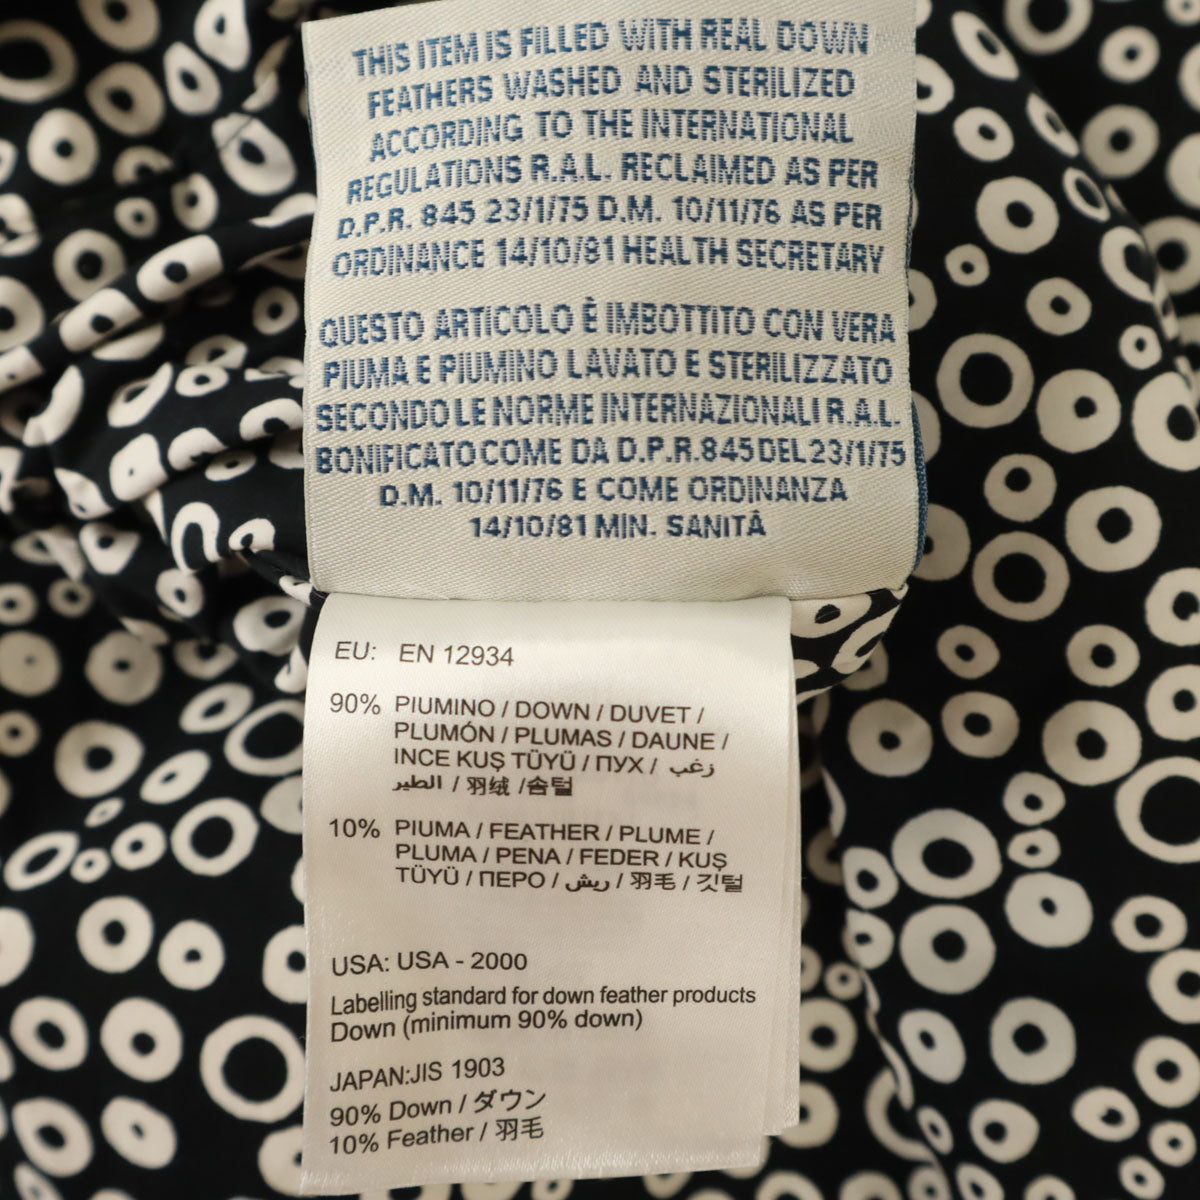 THIS ITEM IS FILLED WITH REAL DOWN
FEATHERS WASHED AND STERILIZED
ACCORDING TO THE INTERNATIONAL
REGULATIONS R.A.L. RECLAIMED AS PER
D.P.R. 845 23/1/75 D.M. 10/11/76 AS PER
ORDINANCE 14/10/81 HEALTH SECRETARY
QUESTO ARTICOLO È IMBOTTITO CON VERA
PIUMA E PIUMINO LAVATO E STERILIZZATO
SECONDO LE NORME INTERNAZIONALI R.A.L.
BONIFICATO COME DA D.P.R. 845 DEL 23/1/75
D.M. 10/11/76 E COME ORDINANZA
14/10/81 MIN. SANITÂ
EU: EN 12934
90% PIUMINO / DOWN / DUVET /
PLUMÓN / PLUMAS / DAUNE /
INCE KUŞ TÜYÜ / ПУХ / زغب
الطير / 羽绒 /솜털
10% PIUMA / FEATHER / PLUME /
PLUMA / PENA / FEDER / KUŞ
TÜYÜ / ПЕРО / ريش / 羽毛 / 깃털
USA: USA - 2000
Labelling standard for down feather products
Down (minimum 90% down)
JAPAN:JIS 1903
90% Down / ダウン
10% Feather / 羽毛